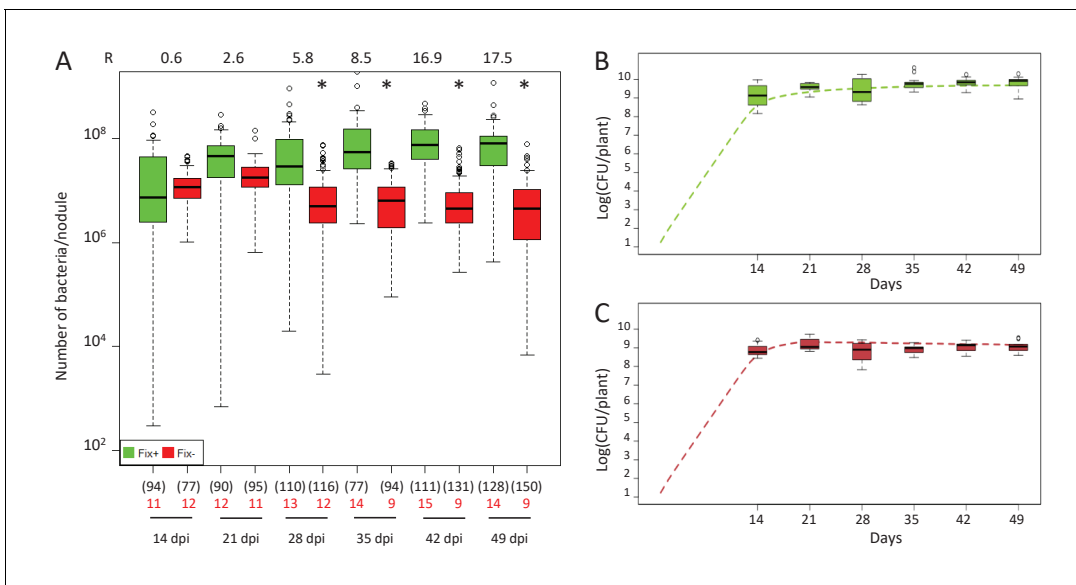 A
R 0.6 2.6 5.8 8.5 16.9 17.5
* * * *
Number of bacteria/nodule
10^8
10^6
10^4
10^2
Fix+ Fix-
(94) (77) (90) (95) (110) (116) (77) (94) (111) (131) (128) (150)
11 12 12 11 13 12 14 9 15 9 14 9
14 dpi 21 dpi 28 dpi 35 dpi 42 dpi 49 dpi
B
Log(CFU/plant)
10
9
8
7
6
5
4
3
2
1
14 21 28 35 42 49
Days
C
Log(CFU/plant)
10
9
8
7
6
5
4
3
2
1
14 21 28 35 42 49
Days